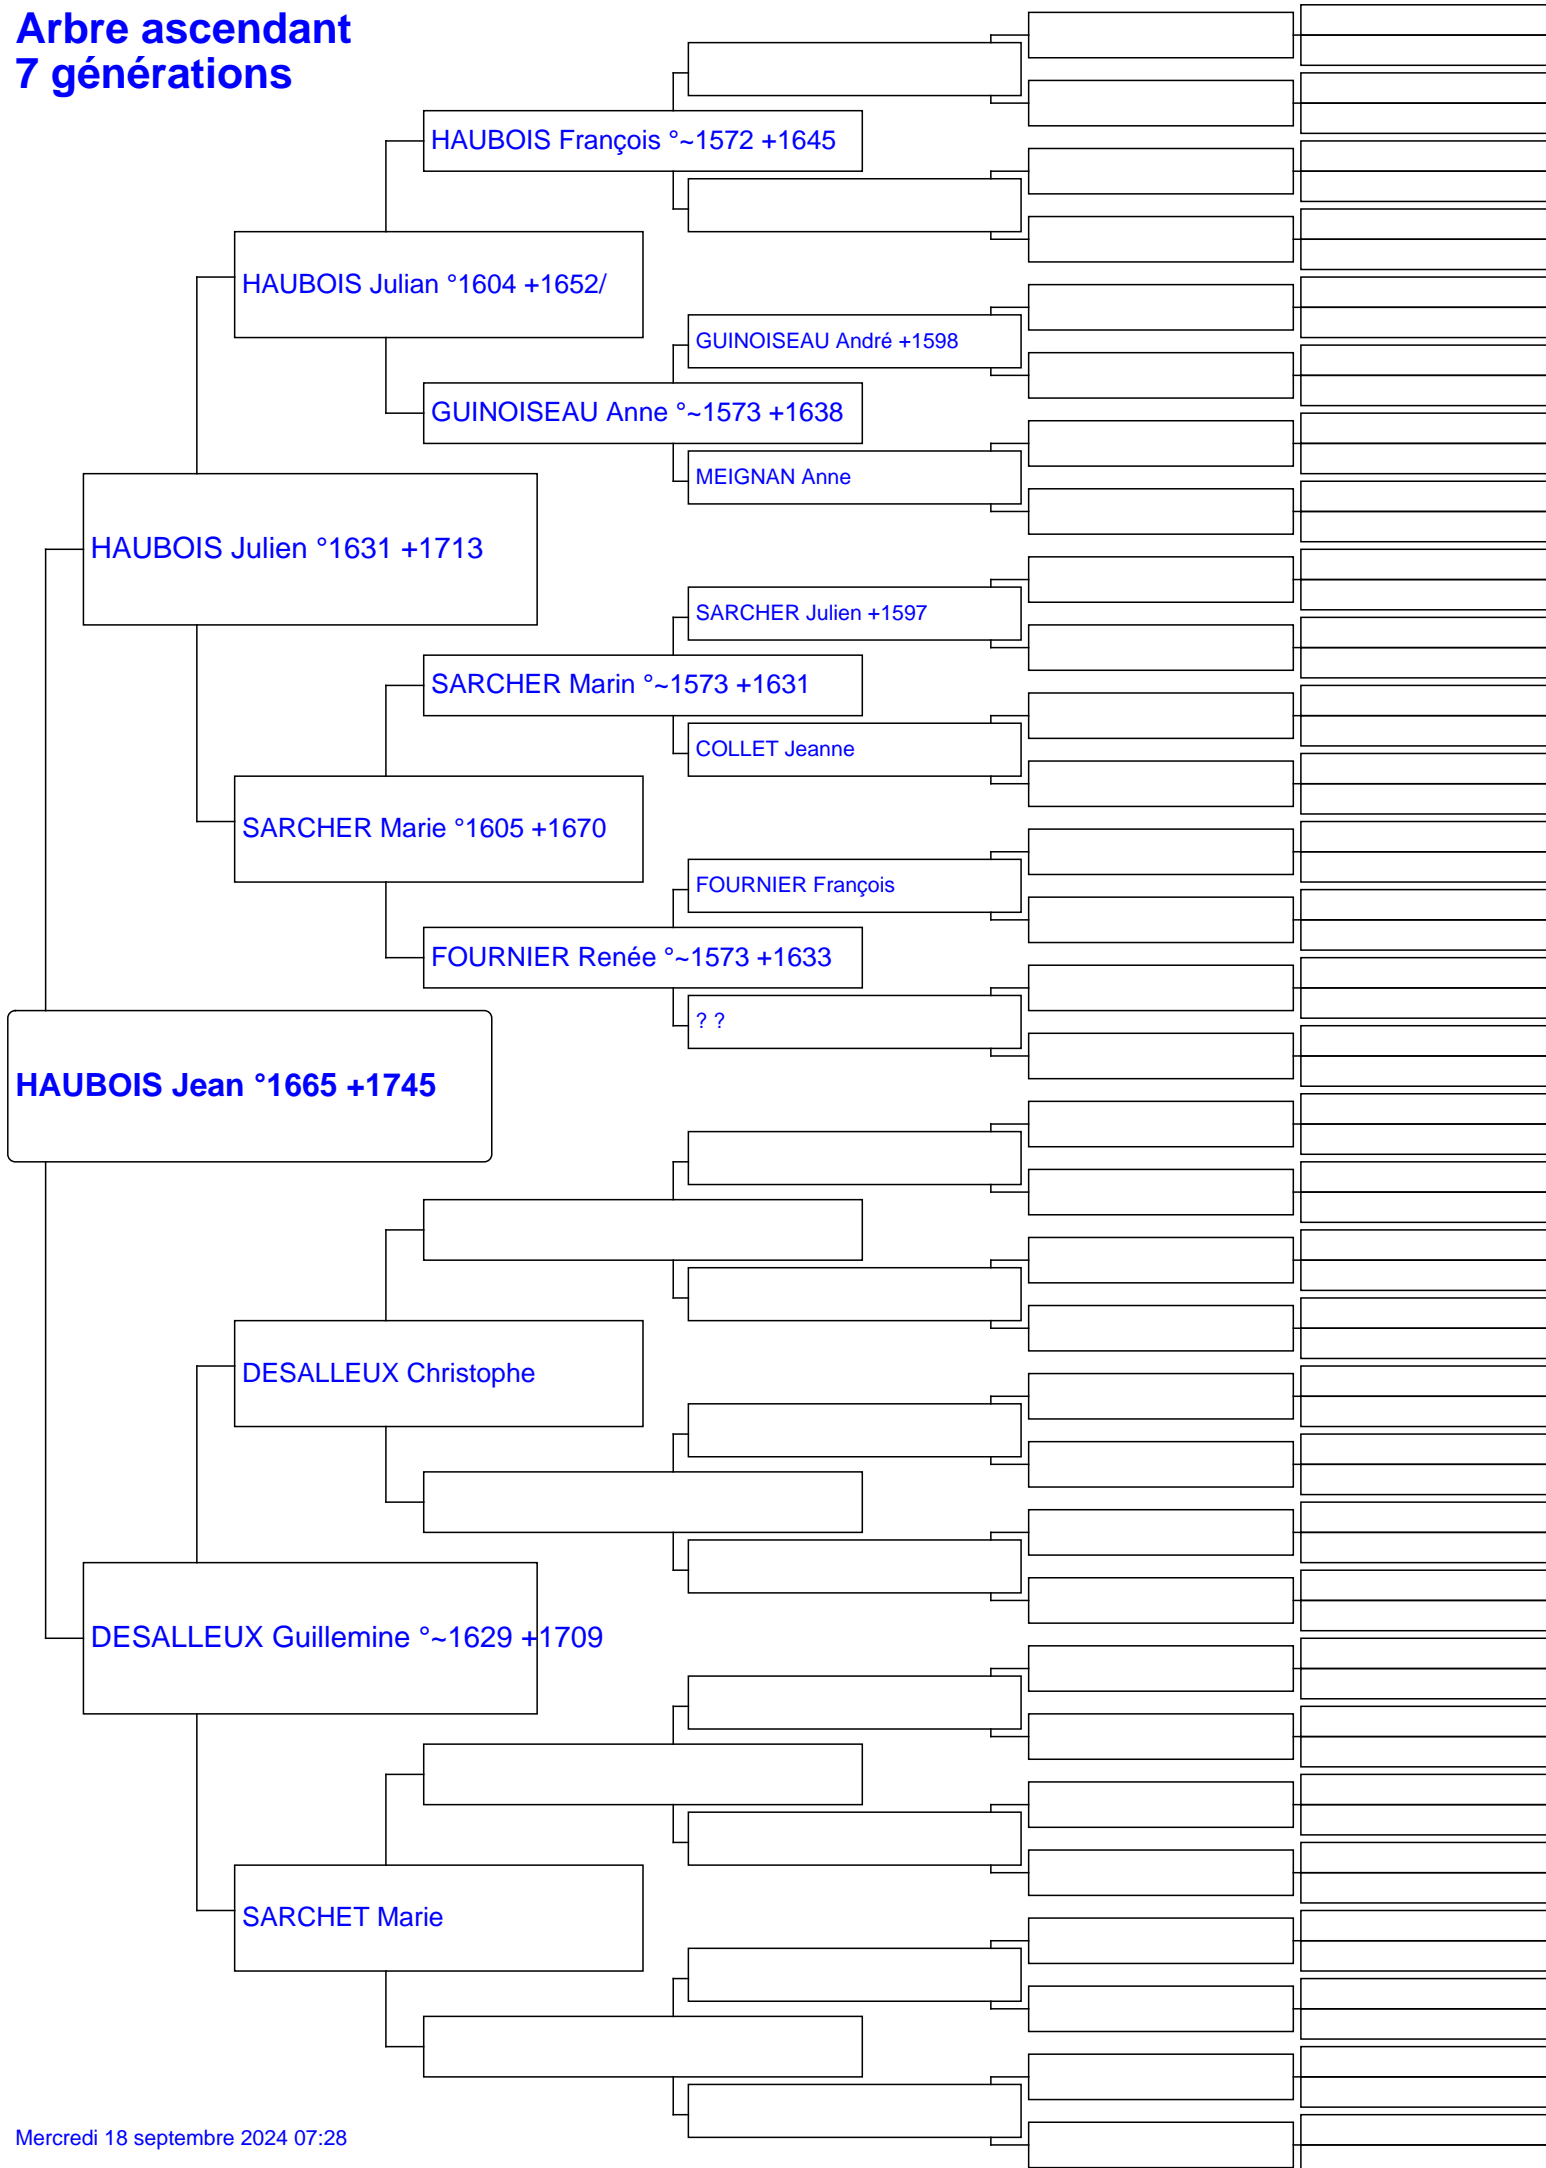 Arbre ascendant
7 générations
HAUBOIS François °~1572 +1645
HAUBOIS Julian °1604 +1652/
GUINOISEAU André +1598
GUINOISEAU Anne °~1573 +1638
MEIGNAN Anne
HAUBOIS Julien °1631 +1713
SARCHER Julien +1597
SARCHER Marin °~1573 +1631
COLLET Jeanne
SARCHER Marie °1605 +1670
FOURNIER François
FOURNIER Renée °~1573 +1633
? ?
HAUBOIS Jean °1665 +1745
DESALLEUX Christophe
DESALLEUX Guillemine °~1629 +1709
SARCHET Marie
Mercredi 18 septembre 2024 07:28